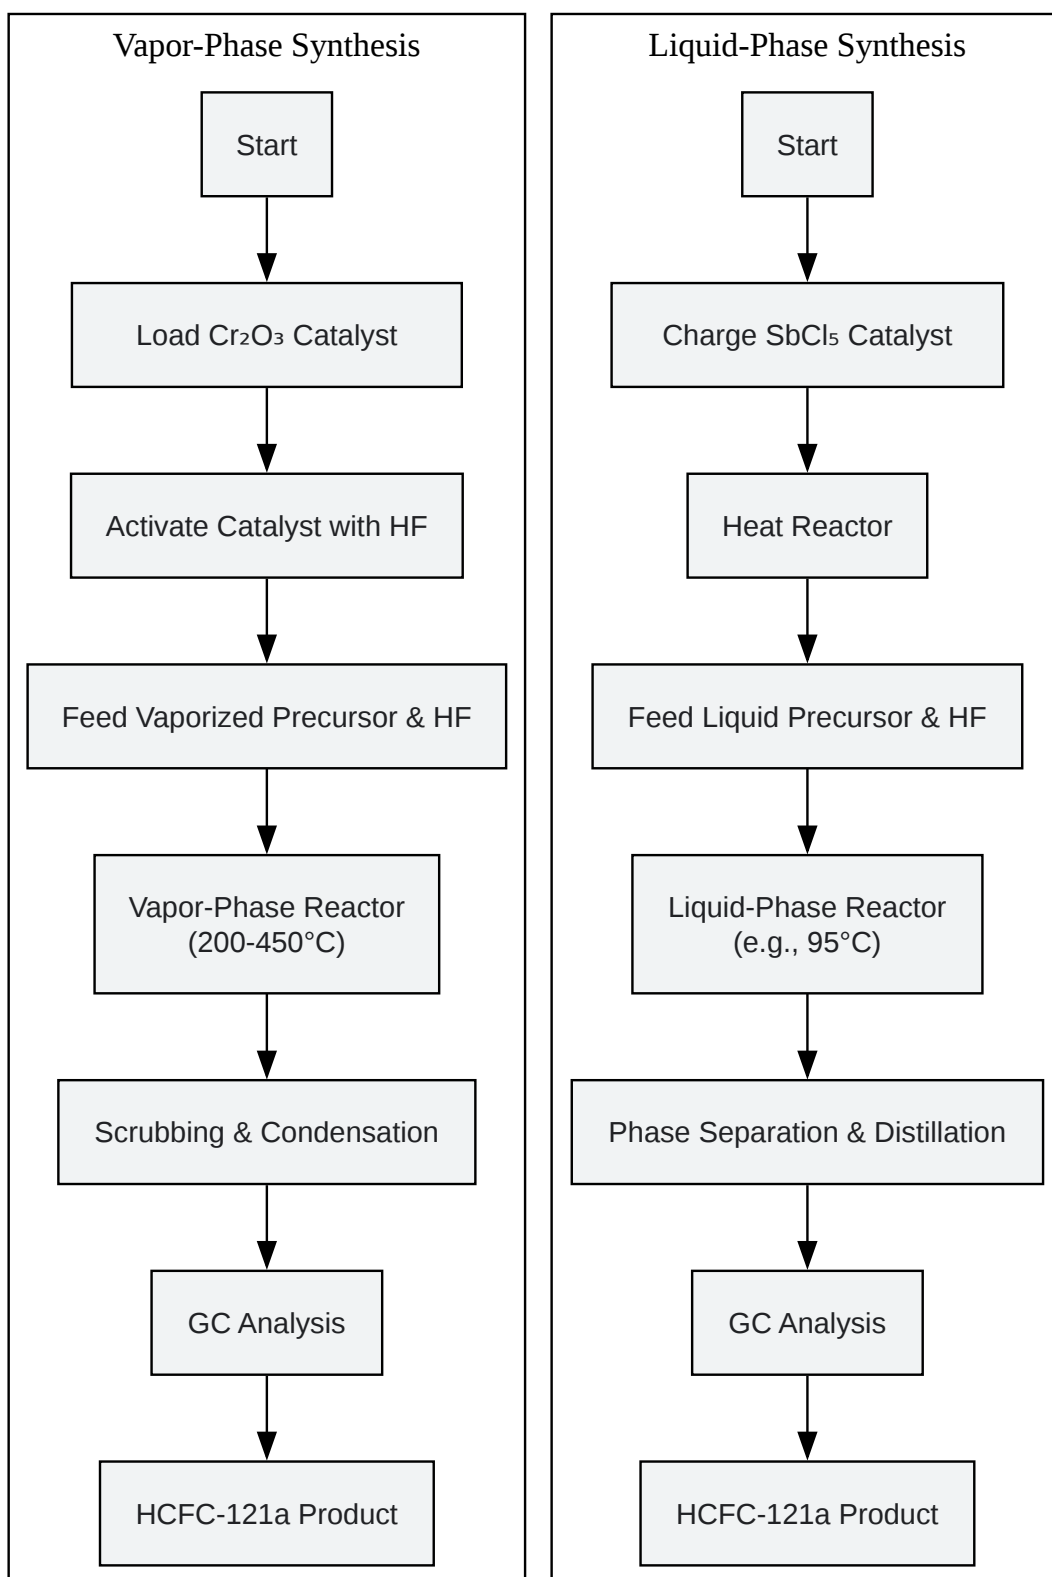 Vapor-Phase Synthesis
Start
Load Cr₂O₃ Catalyst
Activate Catalyst with HF
Feed Vaporized Precursor & HF
Vapor-Phase Reactor
(200-450°C)
Scrubbing & Condensation
GC Analysis
HCFC-121a Product
Liquid-Phase Synthesis
Start
Charge SbCl₅ Catalyst
Heat Reactor
Feed Liquid Precursor & HF
Liquid-Phase Reactor
(e.g., 95°C)
Phase Separation & Distillation
GC Analysis
HCFC-121a Product